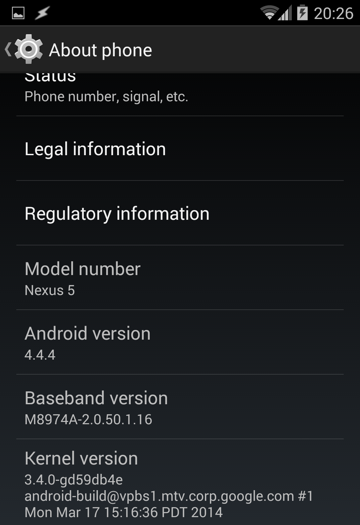 20:26
About phone
Status
Phone number, signal, etc.
Legal information
Regulatory information
Model number
Nexus 5
Android version
4.4.4
Baseband version
M8974A-2.0.50.1.16
Kernel version
3.4.0-gd59db4e
android-build@vpbs1.mtv.corp.google.com #1
Mon Mar 17 15:16:36 PDT 2014